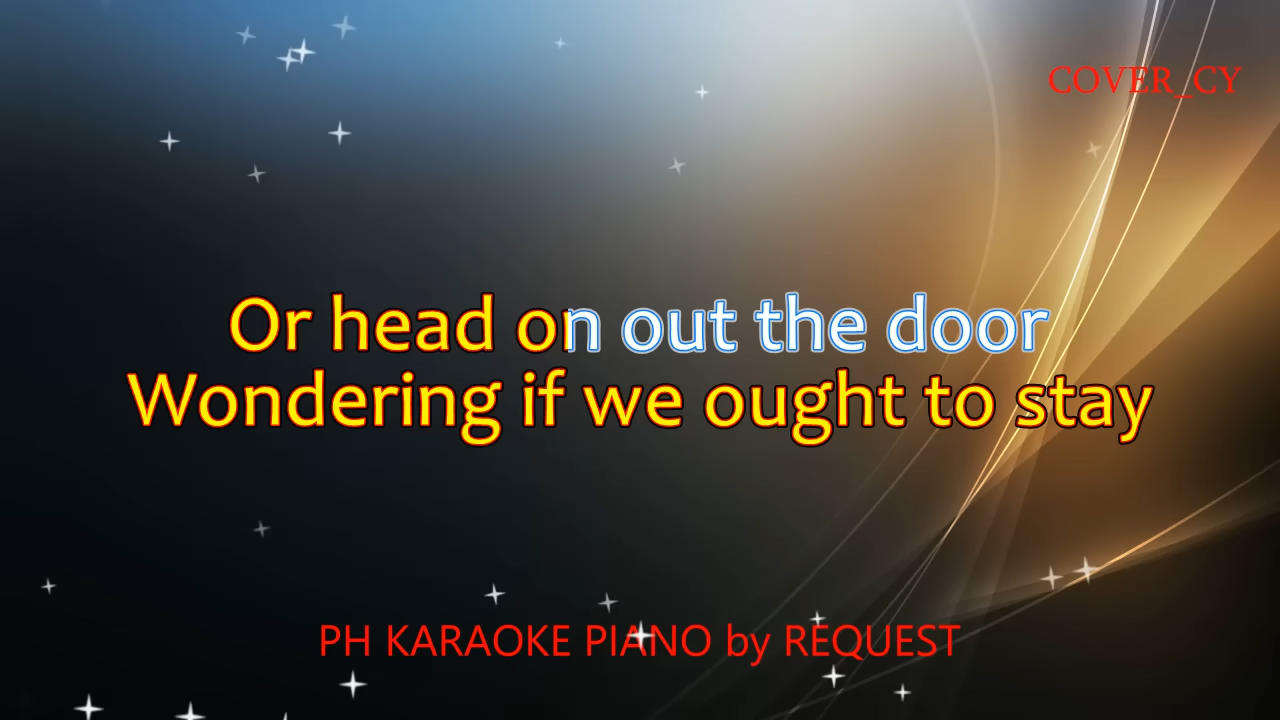 COVER_CY
Or head on out the door
Wondering if we ought to stay
PH KARAOKE PIANO by REQUEST